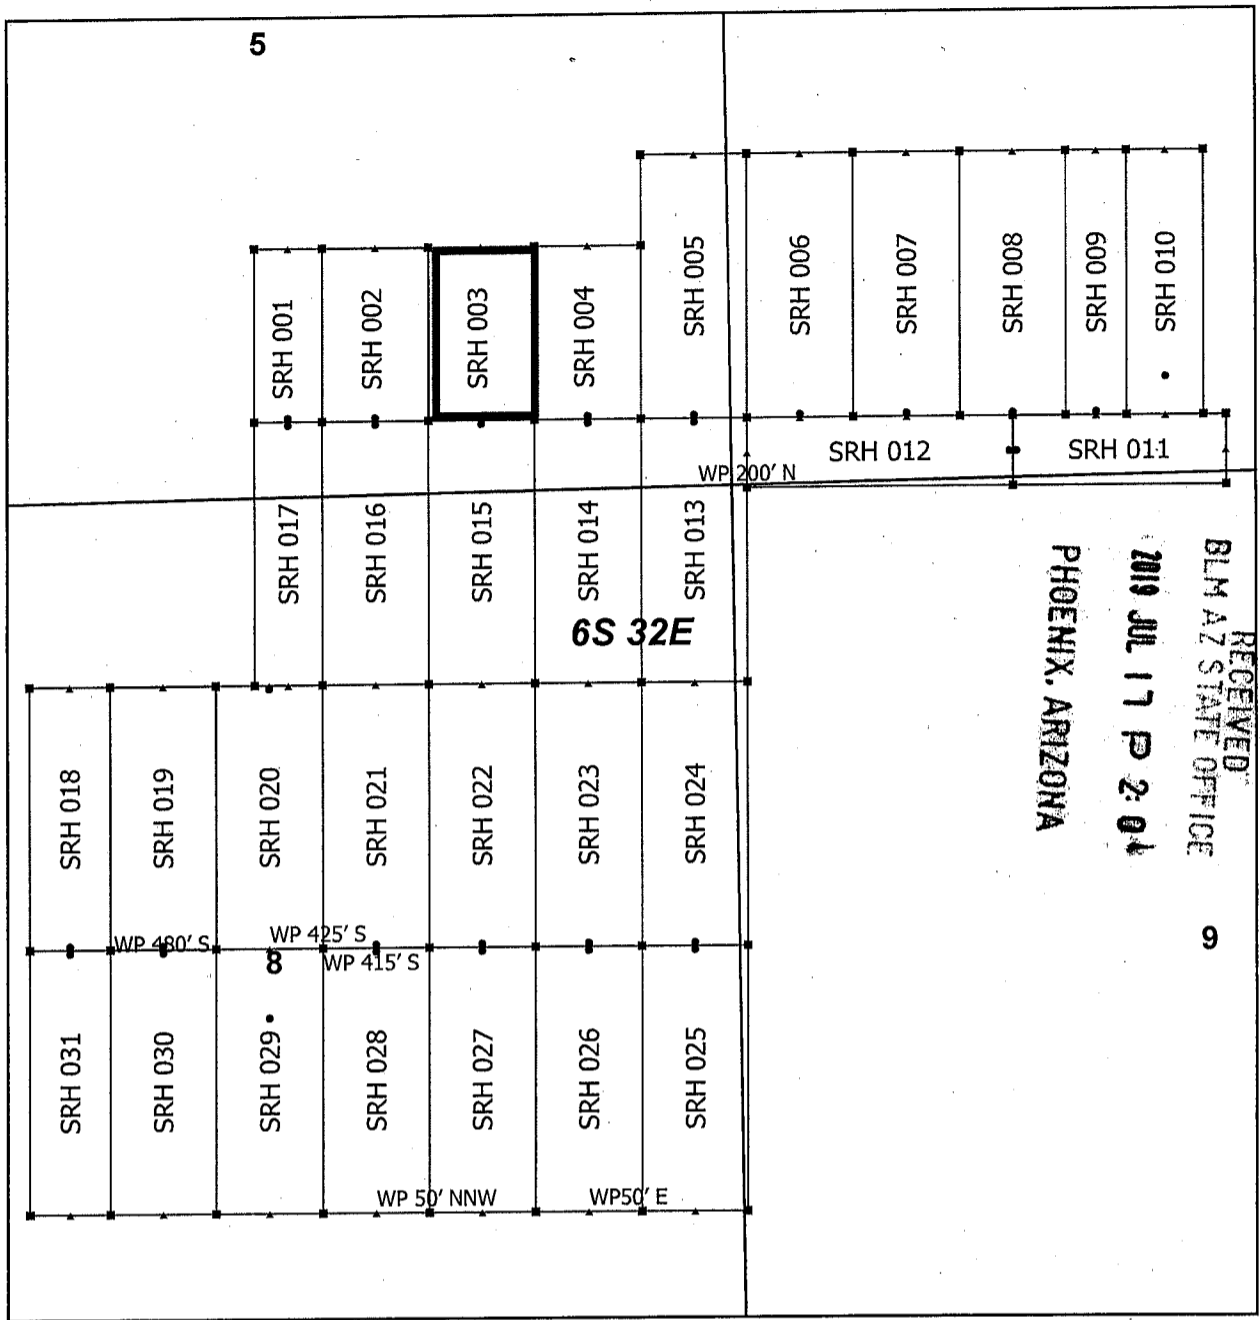 5
SRH 001
SRH 002
SRH 003
SRH 004
SRH 005
SRH 006
SRH 007
SRH 008
SRH 009
SRH 010
SRH 012
SRH 011
WP 200' N
SRH 017
SRH 016
SRH 015
SRH 014
SRH 013
6S 32E
RECEIVED
BLM AZ STATE OFFICE
2019 JUL 17 P 2:04
PHOENIX, ARIZONA
SRH 018
SRH 019
SRH 020
SRH 021
SRH 022
SRH 023
SRH 024
WP 480' S
WP 425' S
WP 415' S
8
9
SRH 031
SRH 030
SRH 029
SRH 028
SRH 027
SRH 026
SRH 025
WP 50' NNW
WP50' E